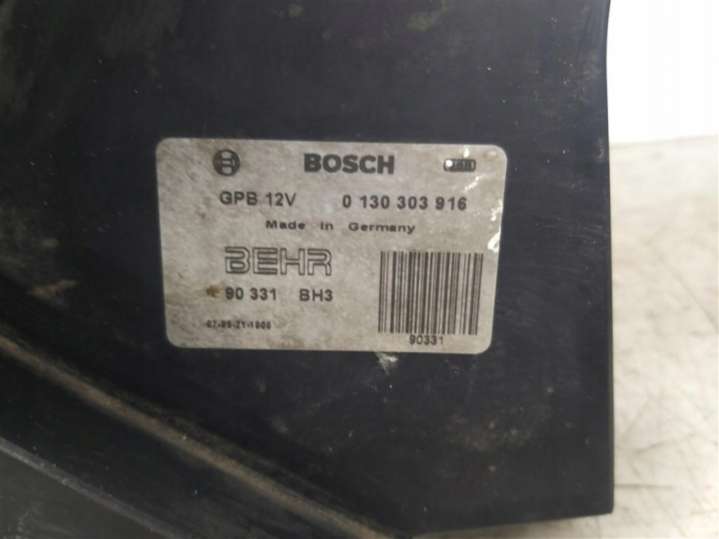 BOSCH
GPB 12V 0 130 303 916
Made in Germany
BEHR
90 331 BH3
90331